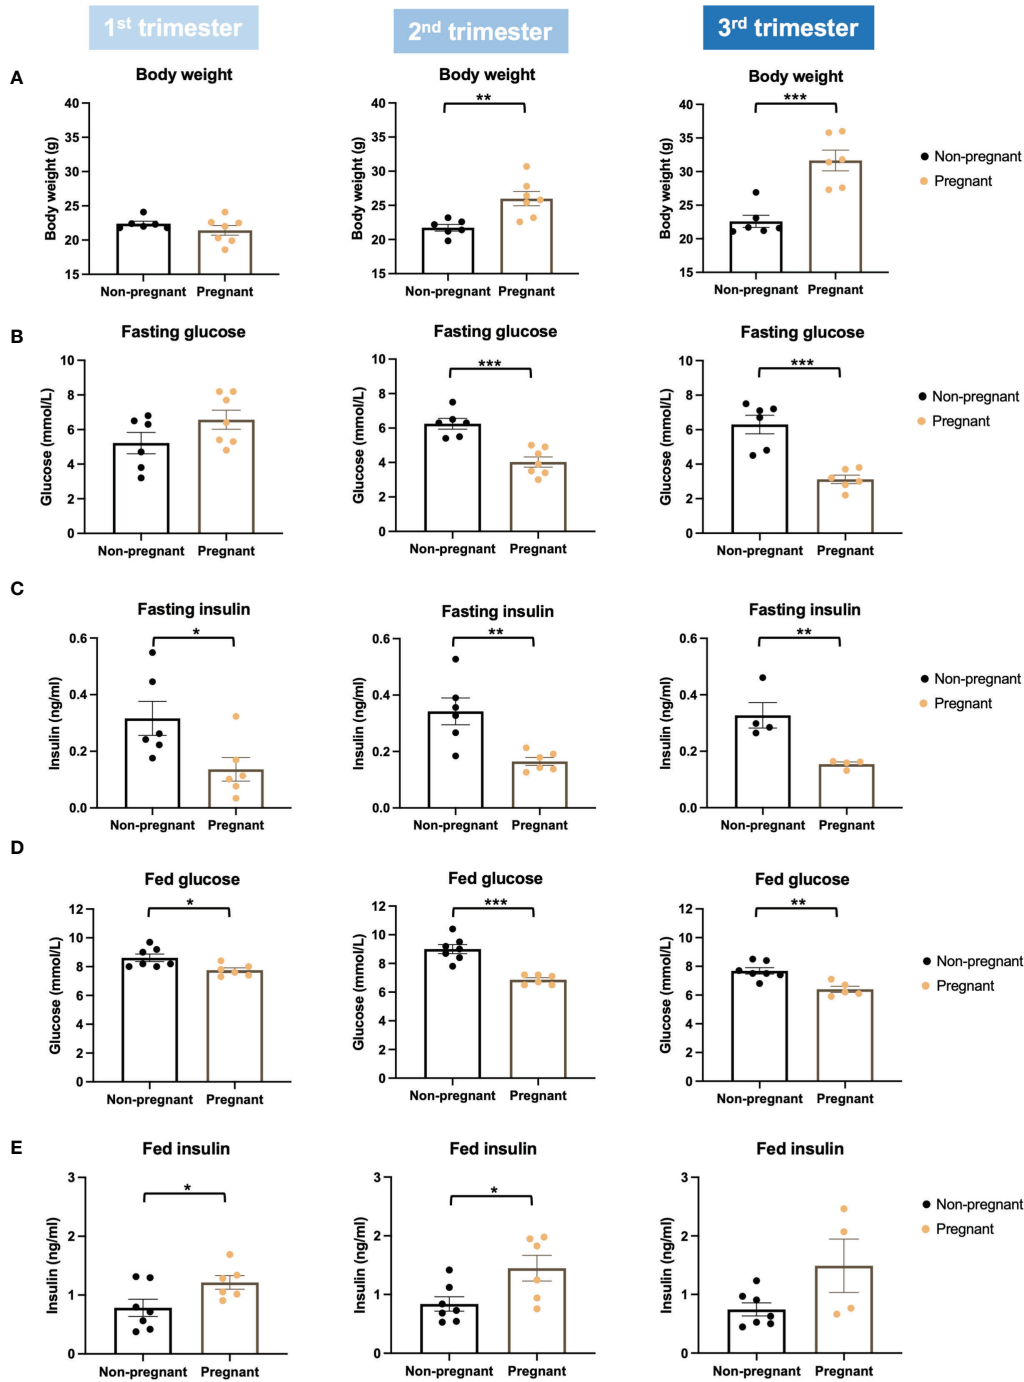 1st trimester 2nd trimester 3rd trimester
A
Body weight Body weight Body weight
** ***
Body weight (g) 40 35 30 25 20 15 Non-pregnant Pregnant
Body weight (g) 40 35 30 25 20 15 Non-pregnant Pregnant
Body weight (g) 40 35 30 25 20 15 Non-pregnant Pregnant
Non-pregnant
Pregnant
B
Fasting glucose Fasting glucose Fasting glucose
*** ***
Glucose (mmol/L) 10 8 6 4 2 0 Non-pregnant Pregnant
Glucose (mmol/L) 10 8 6 4 2 0 Non-pregnant Pregnant
Glucose (mmol/L) 10 8 6 4 2 0 Non-pregnant Pregnant
Non-pregnant
Pregnant
C
Fasting insulin Fasting insulin Fasting insulin
* ** **
Insulin (ng/ml) 0.6 0.4 0.2 0.0 Non-pregnant Pregnant
Insulin (ng/ml) 0.6 0.4 0.2 0.0 Non-pregnant Pregnant
Insulin (ng/ml) 0.6 0.4 0.2 0.0 Non-pregnant Pregnant
Non-pregnant
Pregnant
D
Fed glucose Fed glucose Fed glucose
* *** **
Glucose (mmol/L) 12 10 8 6 4 2 0 Non-pregnant Pregnant
Glucose (mmol/L) 12 10 8 6 4 2 0 Non-pregnant Pregnant
Glucose (mmol/L) 12 10 8 6 4 2 0 Non-pregnant Pregnant
Non-pregnant
Pregnant
E
Fed insulin Fed insulin Fed insulin
* *
Insulin (ng/ml) 3 2 1 0 Non-pregnant Pregnant
Insulin (ng/ml) 3 2 1 0 Non-pregnant Pregnant
Insulin (ng/ml) 3 2 1 0 Non-pregnant Pregnant
Non-pregnant
Pregnant